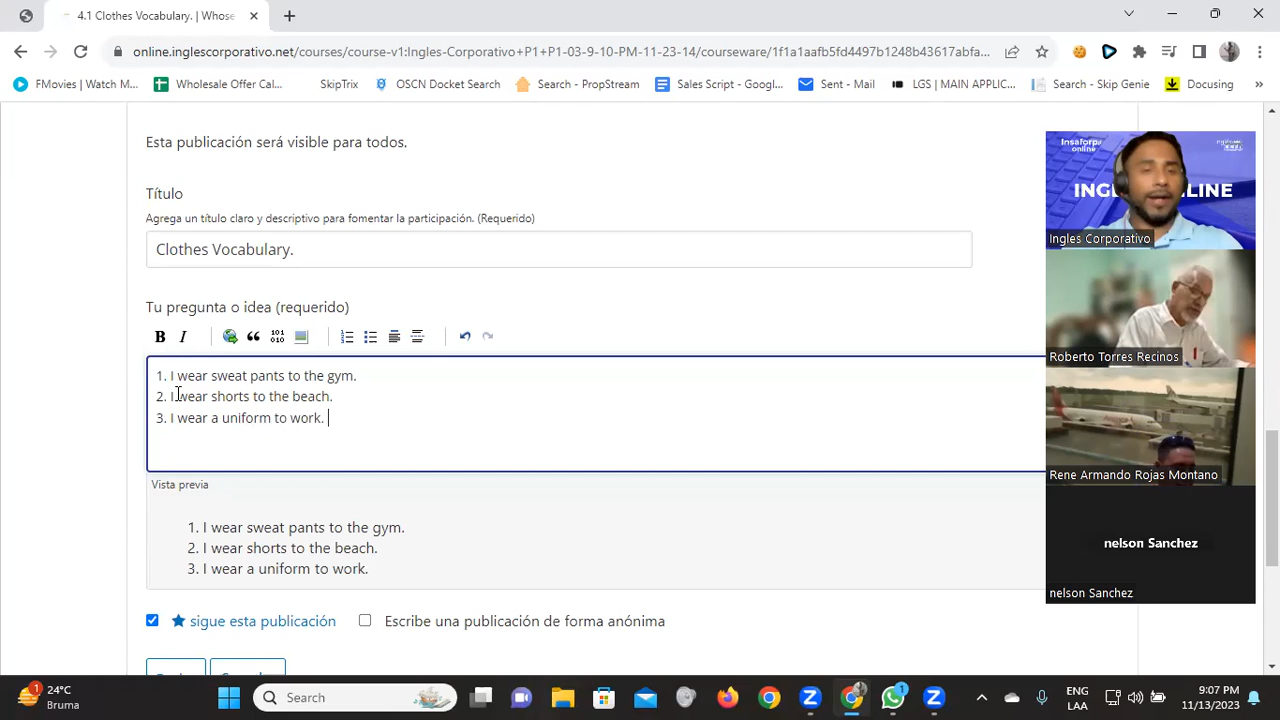 4.1 Clothes Vocabulary. | Whose
online.inglescorporativo.net/courses/course-v1:Ingles-Corporativo+P1+P1-03-9-10-PM-11-23-14/courseware/1f1a1aafb5fd4497b1248b43617abfa...
FMovies | Watch M...
Wholesale Offer Cal...
SkipTrix
OSCN Docket Search
Search - PropStream
Sales Script - Googl...
Sent - Mail
LGS | MAIN APPLIC...
Search - Skip Genie
Docusing
»
Esta publicación será visible para todos.
Título
Agrega un título claro y descriptivo para fomentar la participación. (Requerido)
Clothes Vocabulary.
Tu pregunta o idea (requerido)
B I
1. I wear sweat pants to the gym.
2. I wear shorts to the beach.
3. I wear a uniform to work.
Vista previa
1. I wear sweat pants to the gym.
2. I wear shorts to the beach.
3. I wear a uniform to work.
sigue esta publicación
Escribe una publicación de forma anónima
Insaforp
online
Ingles Corporativo
Roberto Torres Recinos
Rene Armando Rojas Montano
nelson Sanchez
nelson Sanchez
1
24°C
Bruma
Search
1
ENG
LAA
9:07 PM
11/13/2023